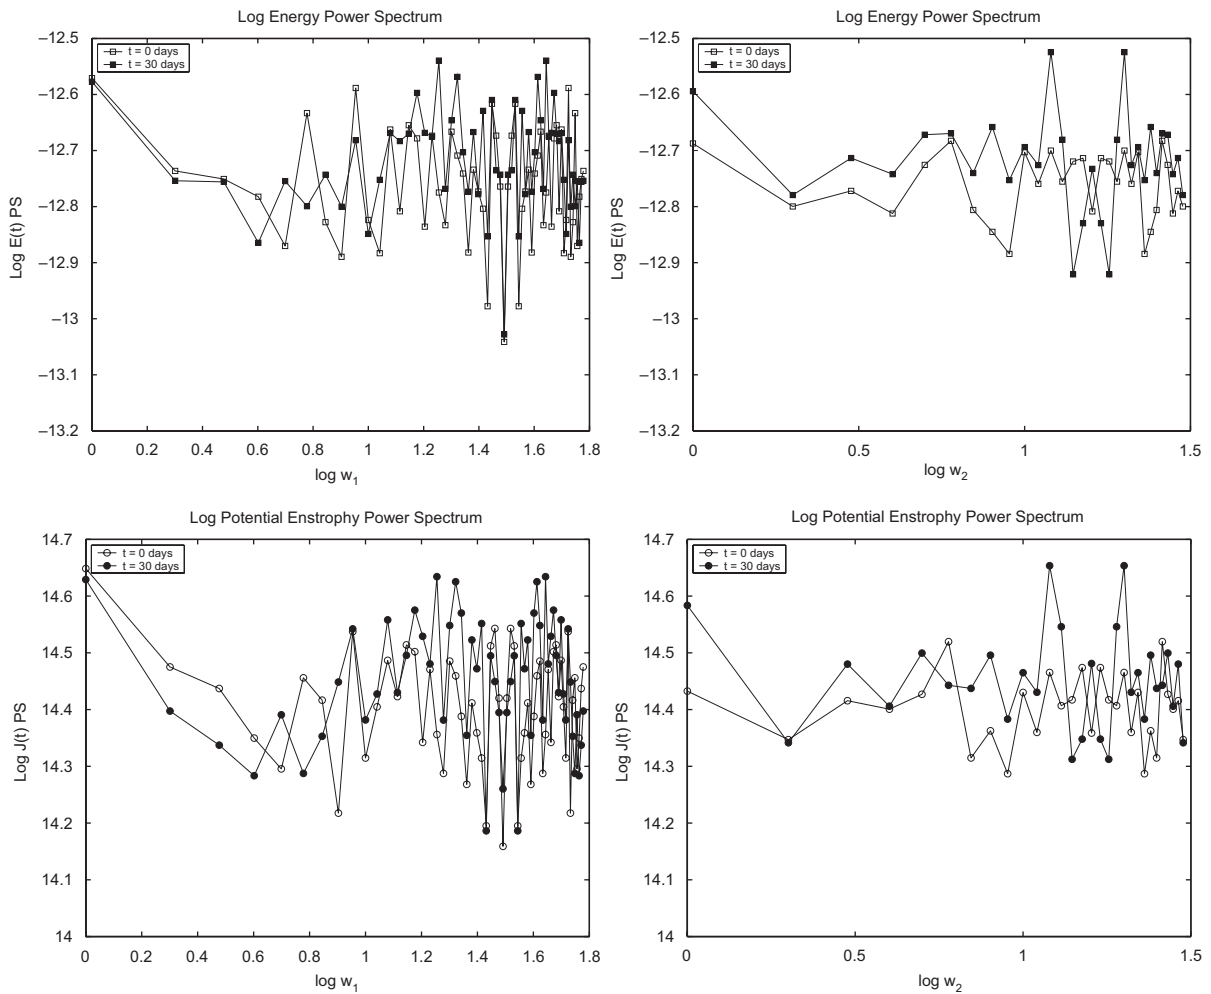 Log Energy Power Spectrum
−12.5
−12.6
−12.7
−12.8
−12.9
−13
−13.1
−13.2
Log E(t) PS
t = 0 days
t = 30 days
0 0.2 0.4 0.6 0.8 1 1.2 1.4 1.6 1.8
log w1
Log Energy Power Spectrum
−12.5
−12.6
−12.7
−12.8
−12.9
−13
−13.1
−13.2
Log E(t) PS
t = 0 days
t = 30 days
0 0.5 1 1.5
log w2
Log Potential Enstrophy Power Spectrum
14.7
14.6
14.5
14.4
14.3
14.2
14.1
14
Log J(t) PS
t = 0 days
t = 30 days
0 0.2 0.4 0.6 0.8 1 1.2 1.4 1.6 1.8
log w1
Log Potential Enstrophy Power Spectrum
14.7
14.6
14.5
14.4
14.3
14.2
14.1
14
Log J(t) PS
t = 0 days
t = 30 days
0 0.5 1 1.5
log w2